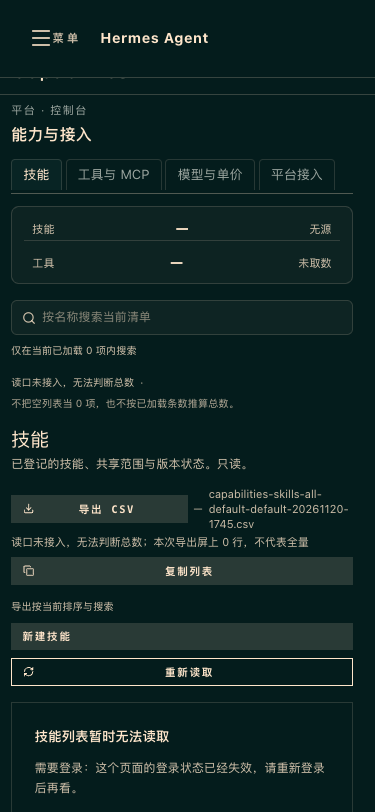 菜单 Hermes Agent
平台 · 控制台
能力与接入
技能 工具与 MCP 模型与单价 平台接入
技能 — 无源
工具 — 未取数
按名称搜索当前清单
仅在当前已加载 0 项内搜索
读口未接入，无法判断总数 ·
不把空列表当 0 项，也不按已加载条数推算总数。
技能
已登记的技能、共享范围与版本状态。只读。
导出 CSV — capabilities-skills-all-
default-default-20261120-
1745.csv
读口未接入，无法判断总数；本次导出屏上 0 行，不代表全量
复制列表
导出按当前排序与搜索
新建技能
重新读取
技能列表暂时无法读取
需要登录：这个页面的登录状态已经失效，请重新登录
后再看。